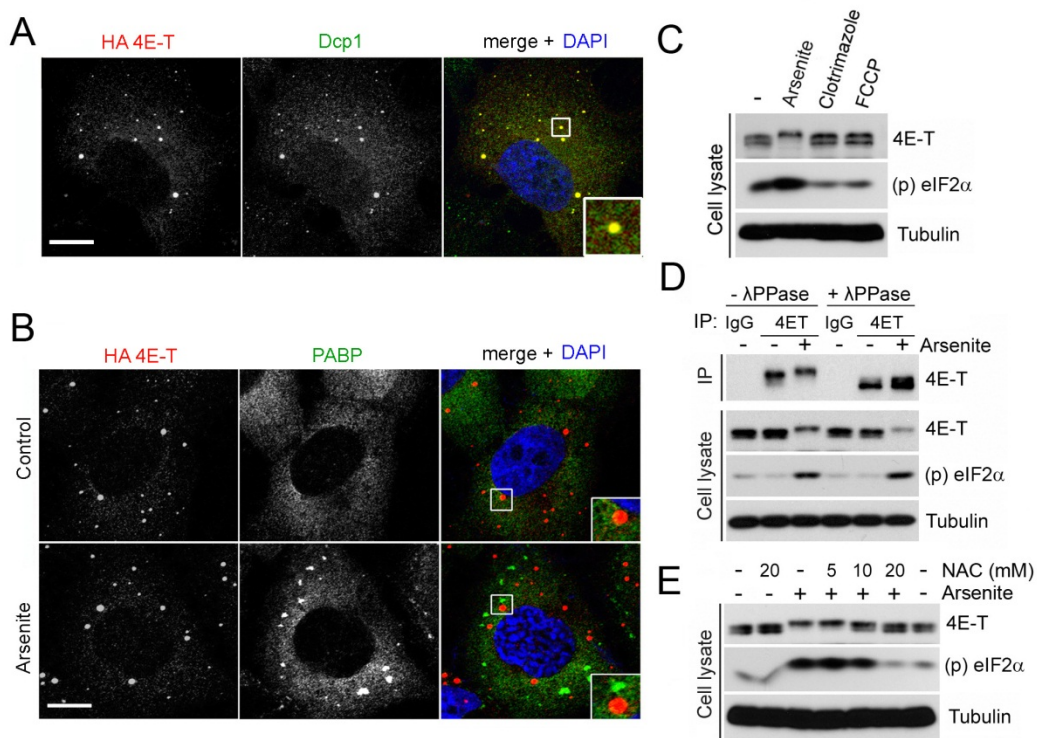 A
HA 4E-T Dcp1 merge + DAPI
B
HA 4E-T PABP merge + DAPI
Control
Arsenite
C
- Arsenite Clotrimazole FCCP
4E-T
(p) eIF2α
Tubulin
Cell lysate
D
- λPPase + λPPase
IP: IgG 4ET IgG 4ET
- - + - - + Arsenite
IP
4E-T
Cell lysate
4E-T
(p) eIF2α
Tubulin
E
- 20 - 5 10 20 - NAC (mM)
- - + + + + - Arsenite
4E-T
(p) eIF2α
Tubulin
Cell lysate